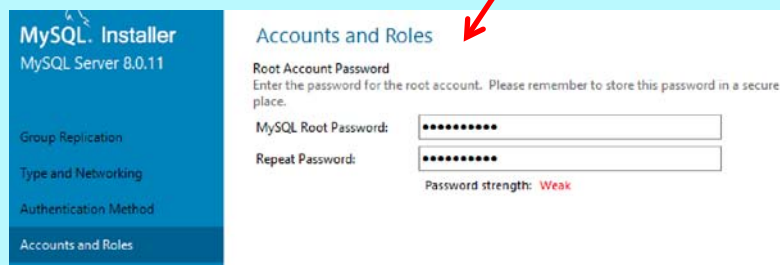 MySQL. Installer
MySQL Server 8.0.11
Group Replication
Type and Networking
Authentication Method
Accounts and Roles
Accounts and Roles
Root Account Password
Enter the password for the root account. Please remember to store this password in a secure
place.
MySQL Root Password: ●●●●●●●●●●
Repeat Password: ●●●●●●●●●●
Password strength: Weak